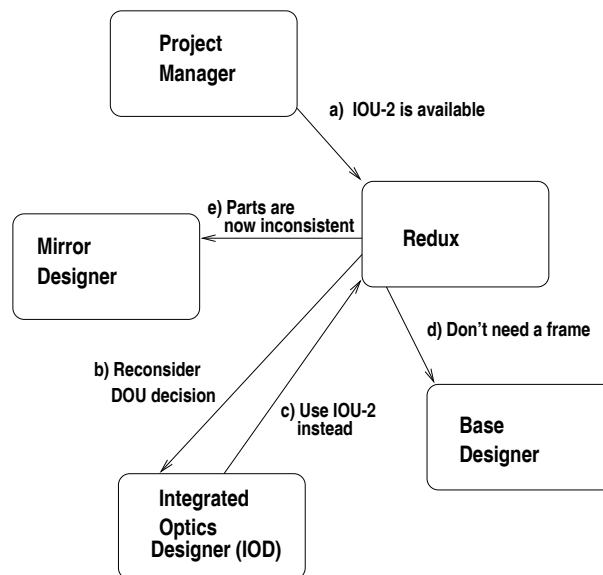 Project
Manager
a) IOU-2 is available
e) Parts are
now inconsistent
Redux
Mirror
Designer
d) Don't need a frame
b) Reconsider
DOU decision
c) Use IOU-2
instead
Base
Designer
Integrated
Optics
Designer (IOD)